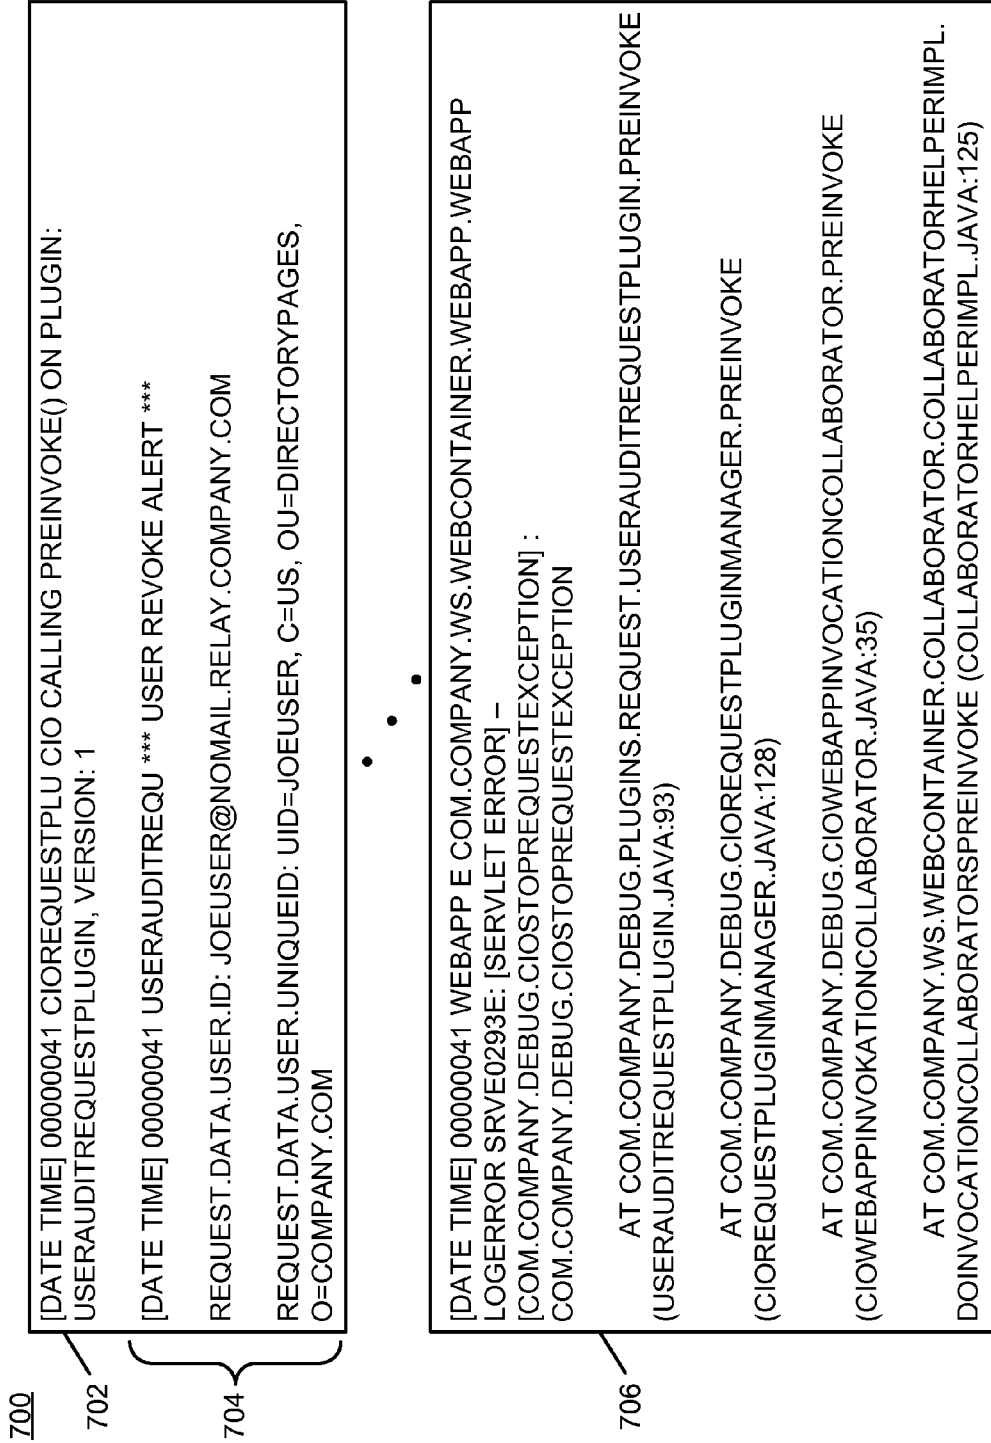 700
702
[DATE TIME] 00000041 CIOREQUESTPLU CIO CALLING PREINVOKE() ON PLUGIN:
USERAUDITREQUESTPLUGIN, VERSION: 1
704
[DATE TIME] 00000041 USERAUDITREQU *** USER REVOKE ALERT ***
REQUEST.DATA.USER.ID: JOEUSER@NOMAIL.RELAY.COMPANY.COM
REQUEST.DATA.USER.UNIQUEID: UID=JOEUSER, C=US, OU=DIRECTORYPAGES,
O=COMPANY.COM
706
[DATE TIME] 00000041 WEBAPP E COM.COMPANY.WS.WEBCONTAINER.WEBAPP.WEBAPP
LOGERROR SRVE0293E: [SERVLET ERROR] –
[COM.COMPANY.DEBUG.CIOSTOPREQUESTEXCEPTION] :
COM.COMPANY.DEBUG.CIOSTOPREQUESTEXCEPTION
AT COM.COMPANY.DEBUG.PLUGINS.REQUEST.USERAUDITREQUESTPLUGIN.PREINVOKE
(USERAUDITREQUESTPLUGIN.JAVA:93)
AT COM.COMPANY.DEBUG.CIOREQUESTPLUGINMANAGER.PREINVOKE
(CIOREQUESTPLUGINMANAGER.JAVA:128)
AT COM.COMPANY.DEBUG.CIOWEBAPPINVOCATIONCOLLABORATOR.PREINVOKE
(CIOWEBAPPINVOKATIONCOLLABORATOR.JAVA:35)
AT COM.COMPANY.WS.WEBCONTAINER.COLLABORATOR.COLLABORATORHELPERIMPL.
DOINVOCATIONCOLLABORATORSPREINVOKE (COLLABORATORHELPERIMPL.JAVA:125)